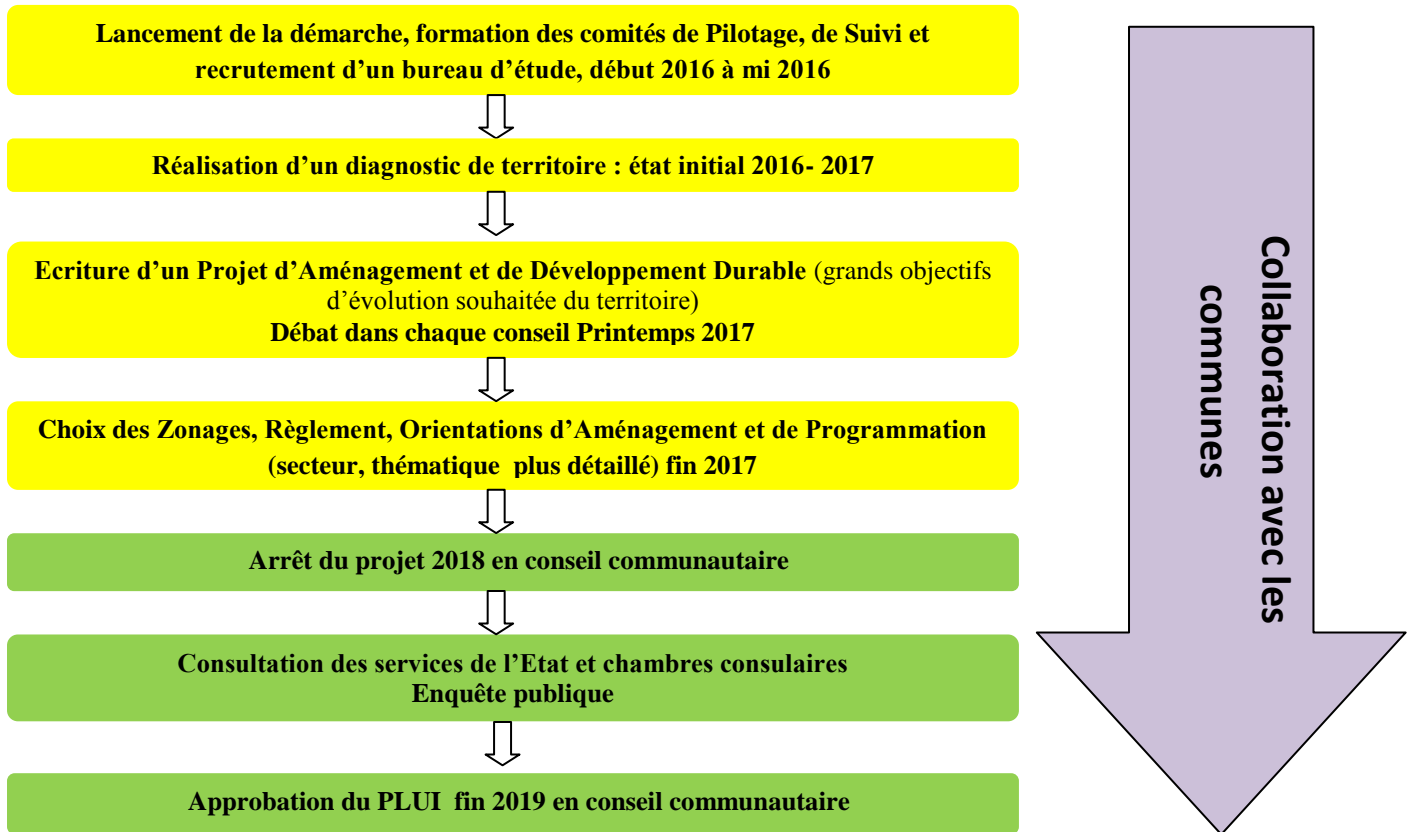 Lancement de la démarche, formation des comités de Pilotage, de Suivi et
recrutement d’un bureau d’étude, début 2016 à mi 2016
Réalisation d’un diagnostic de territoire : état initial 2016- 2017
Ecriture d’un Projet d’Aménagement et de Développement Durable (grands objectifs
d’évolution souhaitée du territoire)
Débat dans chaque conseil Printemps 2017
Choix des Zonages, Règlement, Orientations d’Aménagement et de Programmation
(secteur, thématique plus détaillé) fin 2017
Arrêt du projet 2018 en conseil communautaire
Consultation des services de l’Etat et chambres consulaires
Enquête publique
Approbation du PLUI fin 2019 en conseil communautaire
Collaboration avec les
communes